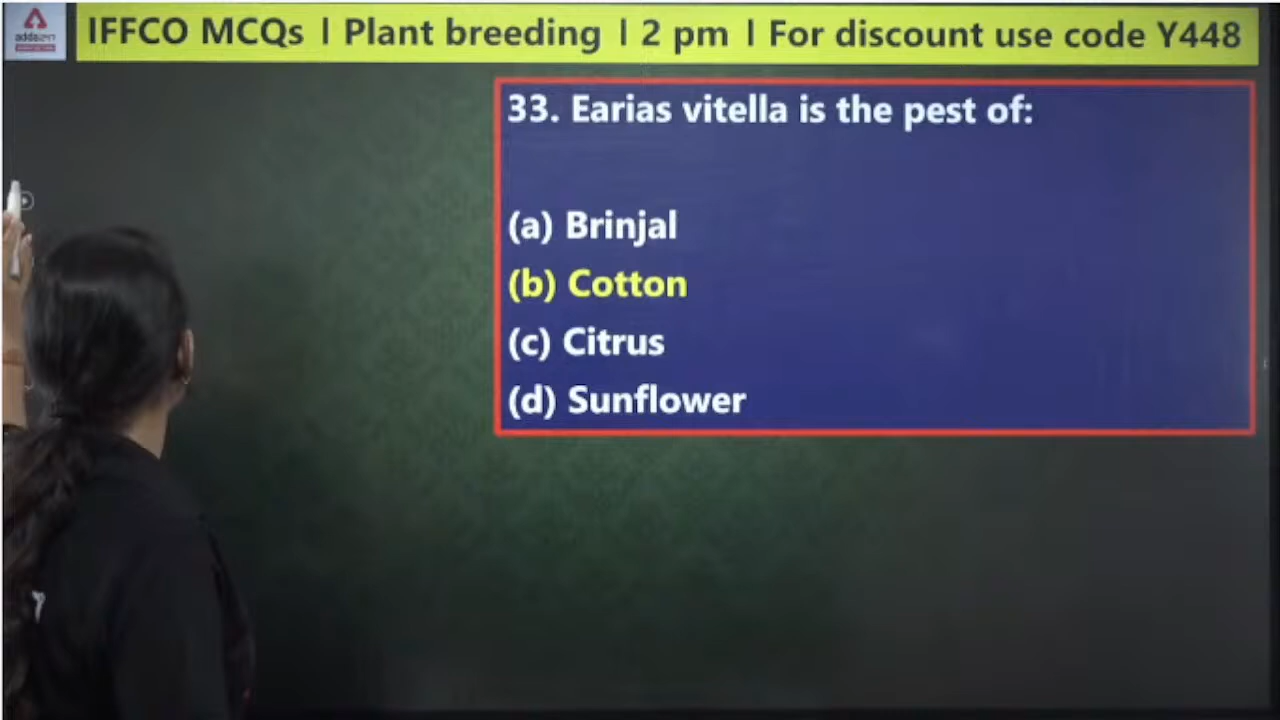 IFFCO MCQs I Plant breeding I 2 pm I For discount use code Y448
adda247
33. Earias vitella is the pest of:
(a) Brinjal
(b) Cotton
(c) Citrus
(d) Sunflower